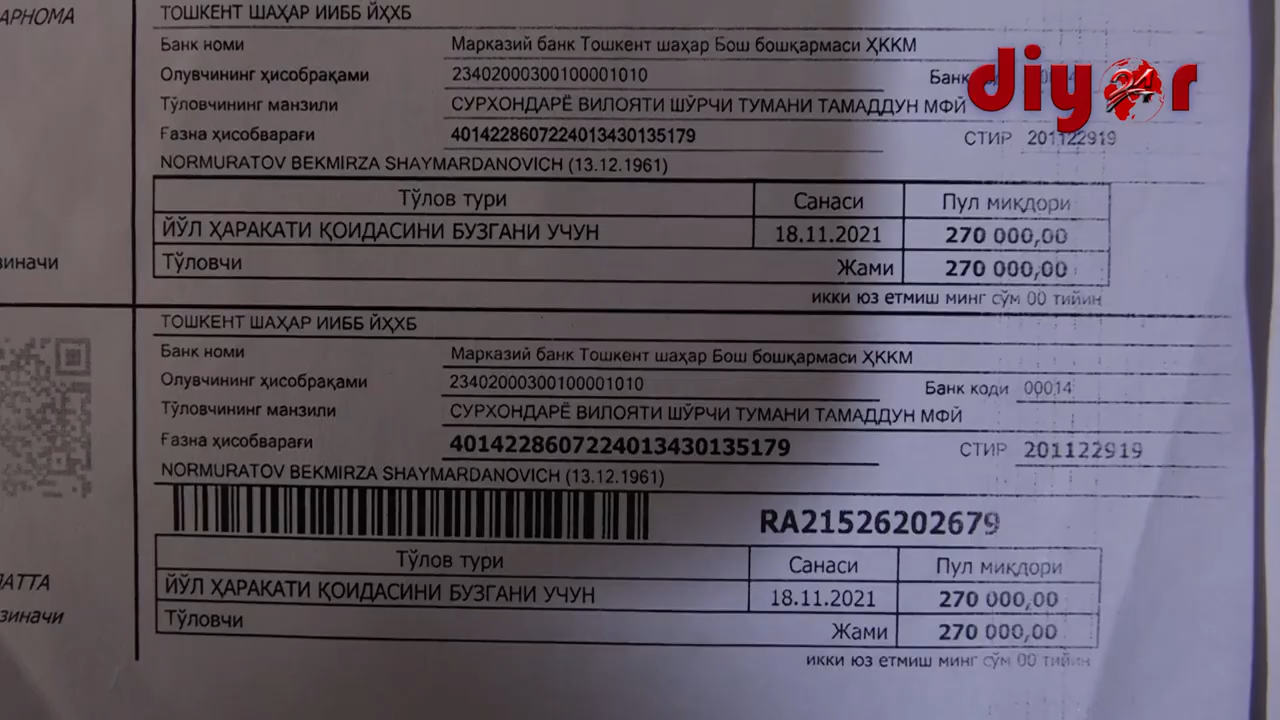 АРНОМА
ТОШКЕНТ ШАҲАР ИИББ ЙҲХБ
Банк номи Марказий банк Тошкент шаҳар Бош бошқармаси ҲККМ
diyor 24
Олувчининг ҳисобрақами 23402000300100001010 Банк
Тўловчининг манзили СУРХОНДАРЁ ВИЛОЯТИ ШЎРЧИ ТУМАНИ ТАМАДДУН МФЙ
Ғазна ҳисобварағи 401422860722401343013​5179 СТИР 201122919
NORMURATOV BEKMIRZA SHAYMARDANOVICH (13.12.1961)
Тўлов тури Санаси Пул миқдори
ЙЎЛ ҲАРАКАТИ ҚОИДАСИНИ БУЗГАНИ УЧУН 18.11.2021 270 000,00
зиначи
Тўловчи Жами 270 000,00
икки юз етмиш минг сўм 00 тийин
ТОШКЕНТ ШАҲАР ИИББ ЙҲХБ
Банк номи Марказий банк Тошкент шаҳар Бош бошқармаси ҲККМ
Олувчининг ҳисобрақами 23402000300100001010 Банк коди 00014
Тўловчининг манзили СУРХОНДАРЁ ВИЛОЯТИ ШЎРЧИ ТУМАНИ ТАМАДДУН МФЙ
Ғазна ҳисобварағи 4014228607224013430135179 СТИР 201122919
NORMURATOV BEKMIRZA SHAYMARDANOVICH (13.12.1961)
RA21526202679
Тўлов тури Санаси Пул миқдори
ЙЎЛ ҲАРАКАТИ ҚОИДАСИНИ БУЗГАНИ УЧУН 18.11.2021 270 000,00
АТТА
зиначи
Тўловчи Жами 270 000,00
икки юз етмиш минг сўм 00 тийин